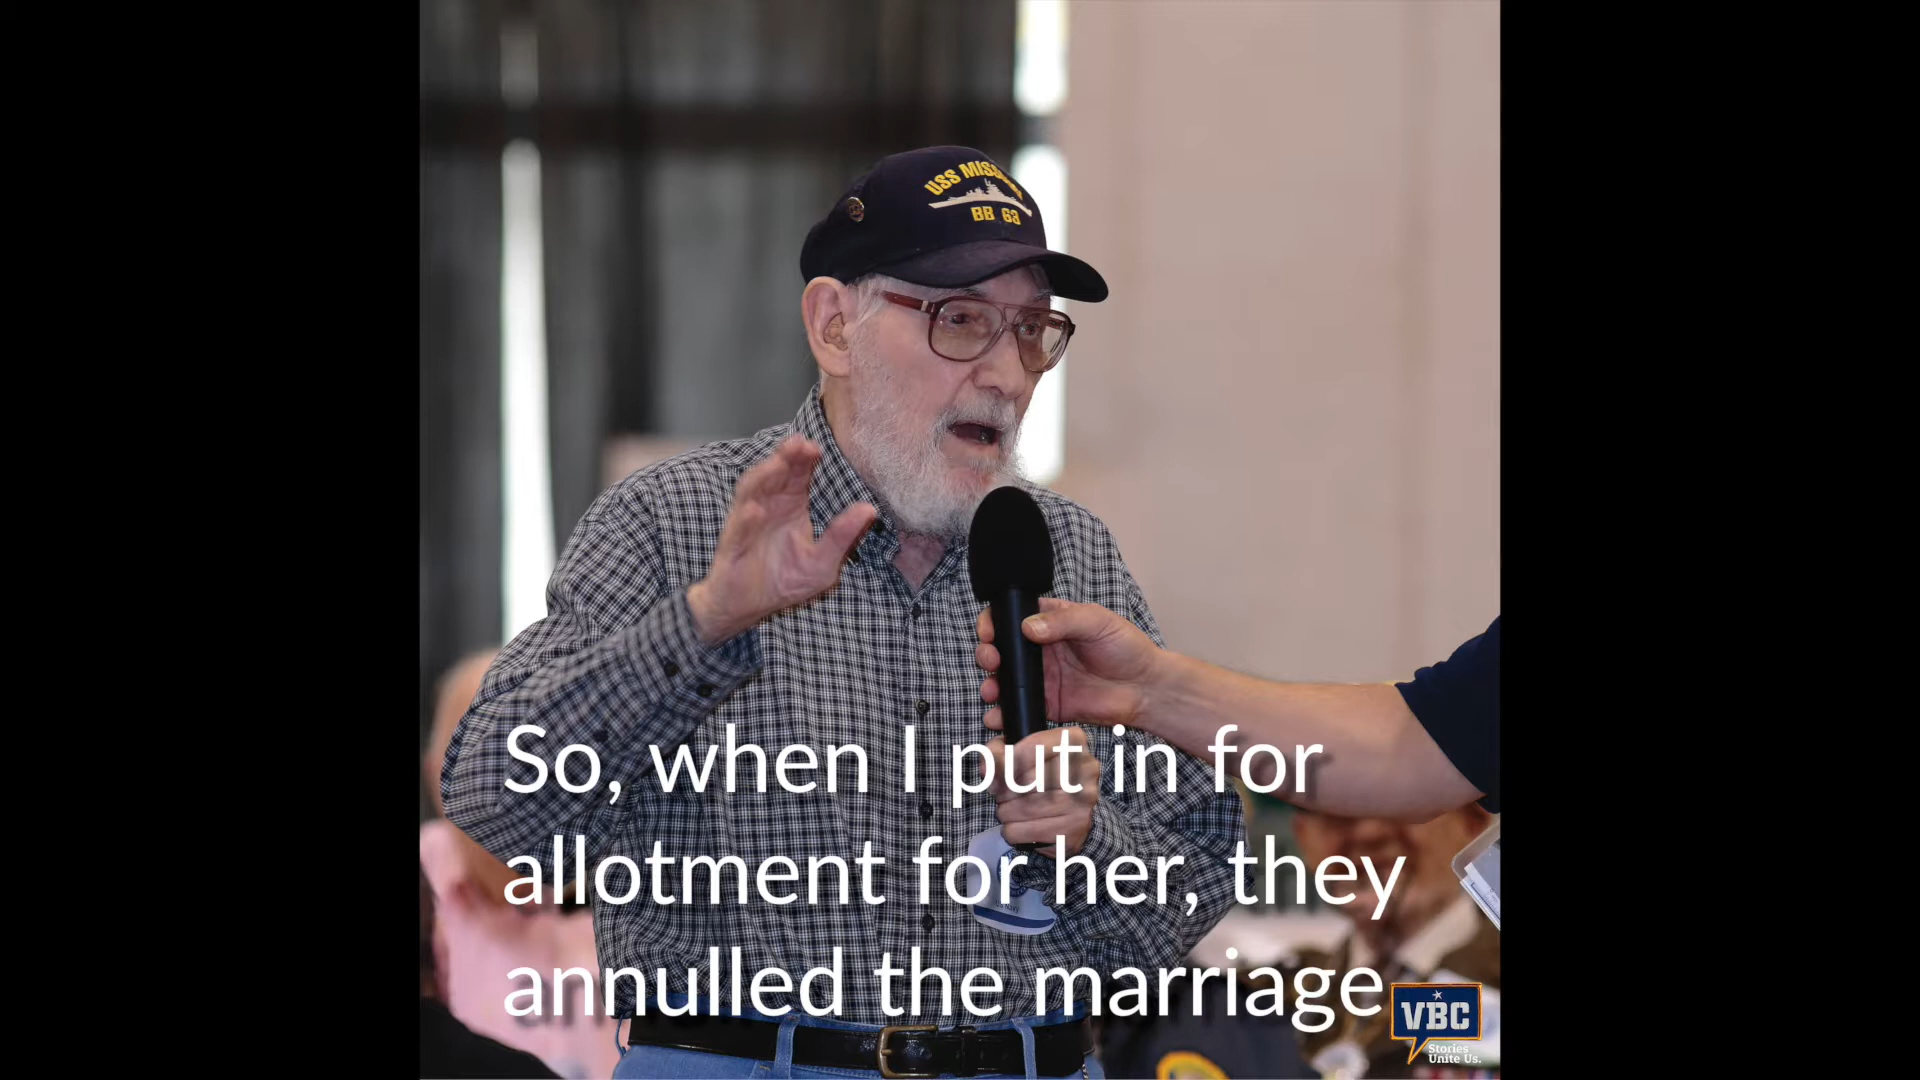 USS MISSOURI
BB 63
So, when I put in for
allotment for her, they
annulled the marriage
VBC
Stories
Unite Us.